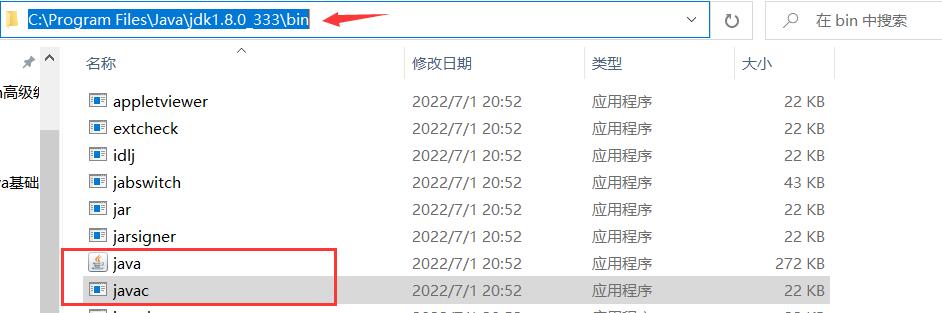 C:\Program Files\Java\jdk1.8.0_333\bin
在 bin 中搜索
名称 修改日期 类型 大小
appletviewer 2022/7/1 20:52 应用程序 22 KB
extcheck 2022/7/1 20:52 应用程序 22 KB
idlj 2022/7/1 20:52 应用程序 22 KB
jabswitch 2022/7/1 20:52 应用程序 43 KB
jar 2022/7/1 20:52 应用程序 22 KB
jarsigner 2022/7/1 20:52 应用程序 22 KB
java 2022/7/1 20:52 应用程序 272 KB
javac 2022/7/1 20:52 应用程序 22 KB
高级编
a基础